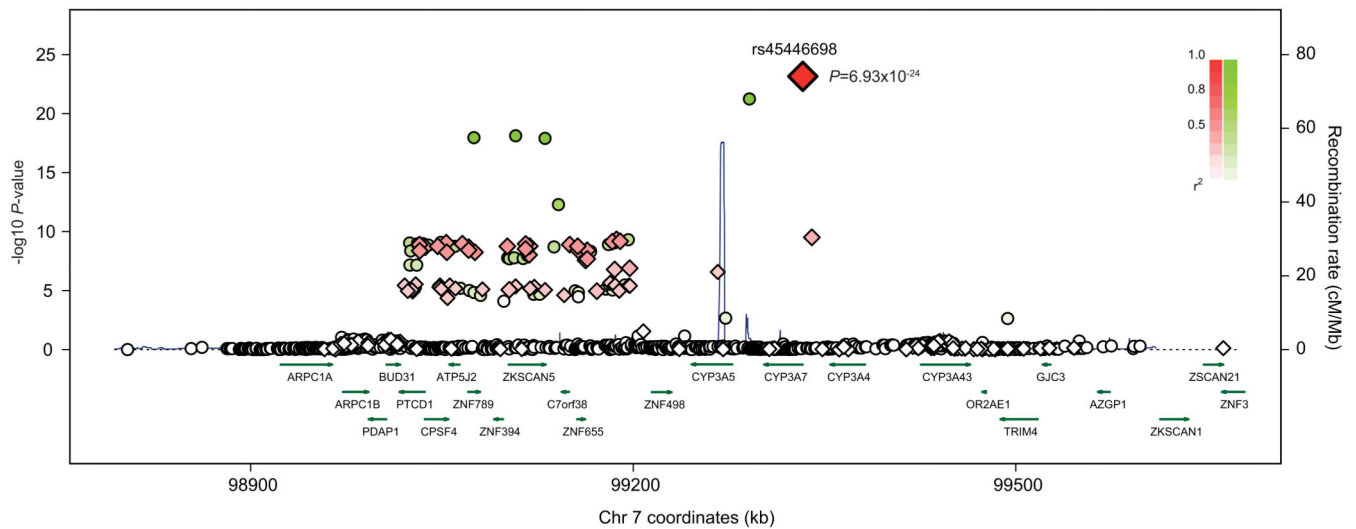 rs45446698
P=6.93x10-24
25
20
15
10
5
0
-log10 P-value
80
60
40
20
0
Recombination rate (cM/Mb)
1.0
0.8
0.5
r2
ARPC1A BUD31 ATP5J2 ZKSCAN5 CYP3A5 CYP3A7 CYP3A4 CYP3A43 GJC3 ZSCAN21
ARPC1B PTCD1 ZNF789 C7orf38 ZNF498 OR2AE1 AZGP1 ZNF3
PDAP1 CPSF4 ZNF394 ZNF655 TRIM4 ZKSCAN1
98900 99200 99500
Chr 7 coordinates (kb)